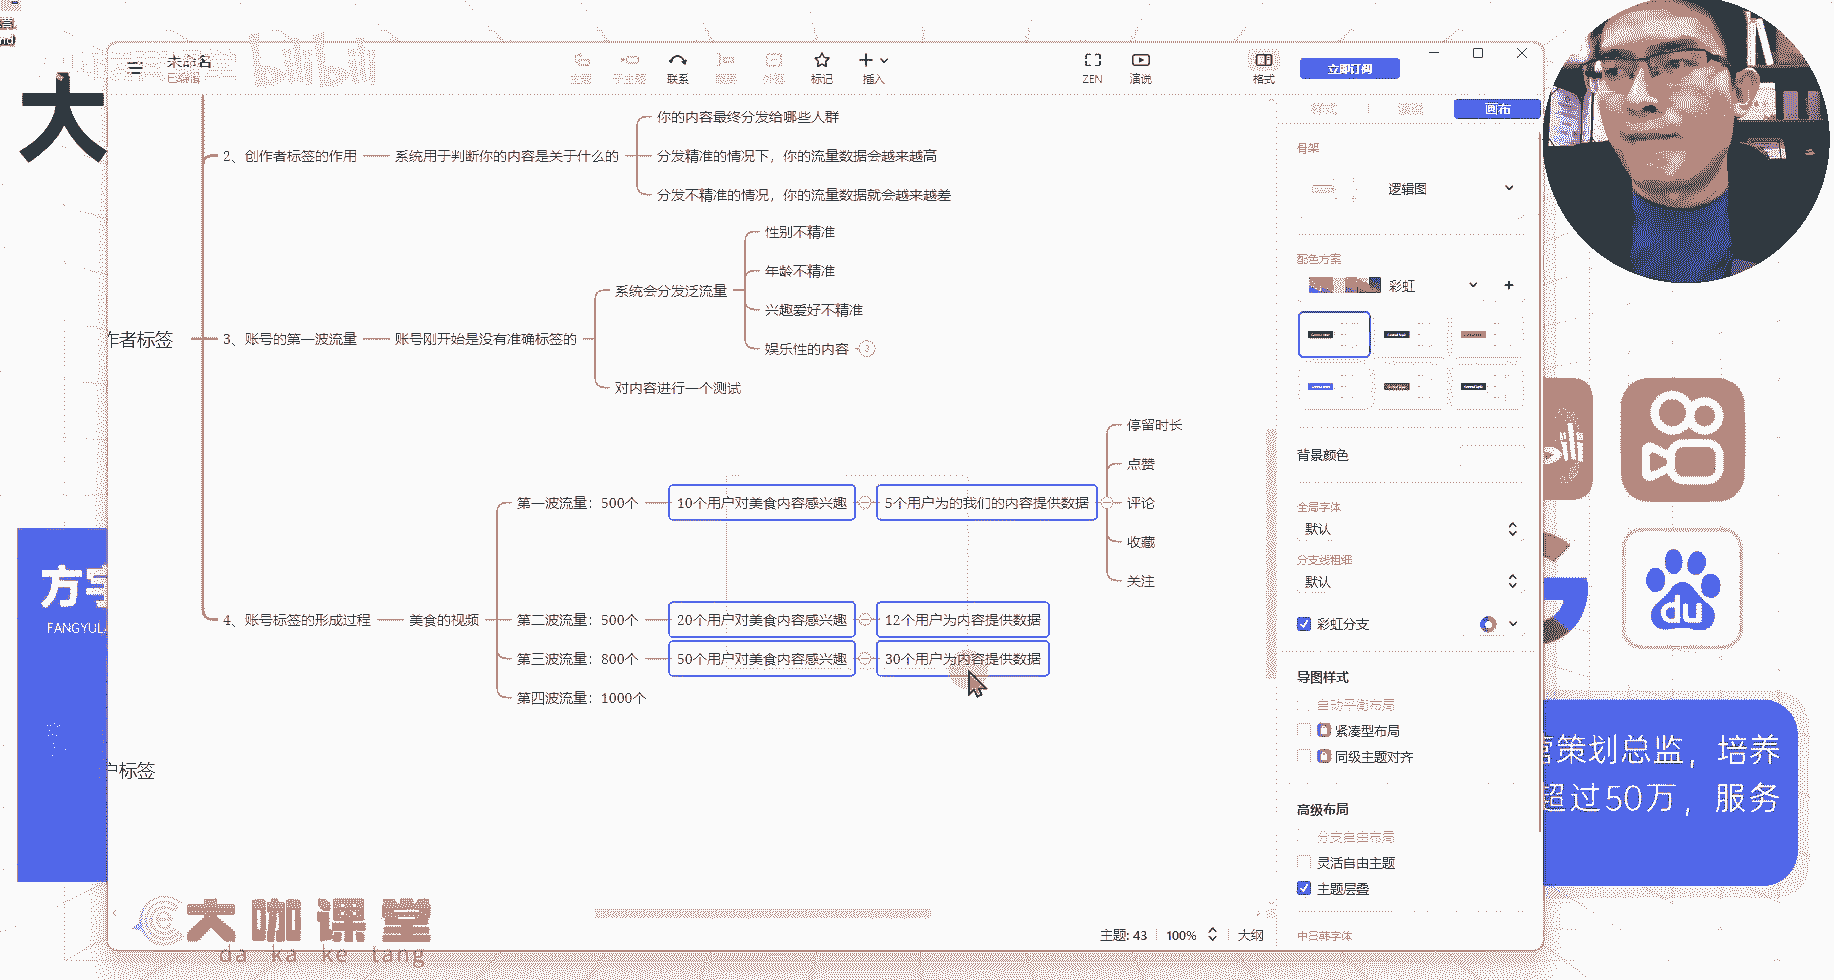 未命名
已编辑
bilibili
主题
子主题
联系
概要
外框
标记
插入
ZEN
演说
格式
立即订阅
样式
演说
画布
大
你的内容最终分发给哪些人群
2、创作者标签的作用
系统用于判断你的内容是关于什么的
分发精准的情况下，你的流量数据会越来越高
分发不精准的情况，你的流量数据就会越来越差
性别不精准
年龄不精准
系统会分发泛流量
兴趣爱好不精准
娱乐性的内容
作者标签
3、账号的第一波流量
账号刚开始是没有准确标签的
对内容进行一个测试
停留时长
点赞
第一波流量：500个
10个用户对美食内容感兴趣
5个用户为的我们的内容提供数据
评论
收藏
关注
4、账号标签的形成过程
美食的视频
第二波流量：500个
20个用户对美食内容感兴趣
12个用户为内容提供数据
第三波流量：800个
50个用户对美食内容感兴趣
30个用户为内容提供数据
第四波流量：1000个
户标签
骨架
逻辑图
配色方案
彩虹
背景颜色
全局字体
默认
分支线粗细
默认
彩虹分支
导图样式
自动平衡布局
紧凑型布局
同级主题对齐
高级布局
分支自由布局
灵活自由主题
主题层叠
中日韩字体
主题: 43
100%
大纲
方宇
FANGYUL
营策划总监，培养
超过50万，服务
du
大咖课堂
da ka ke tang